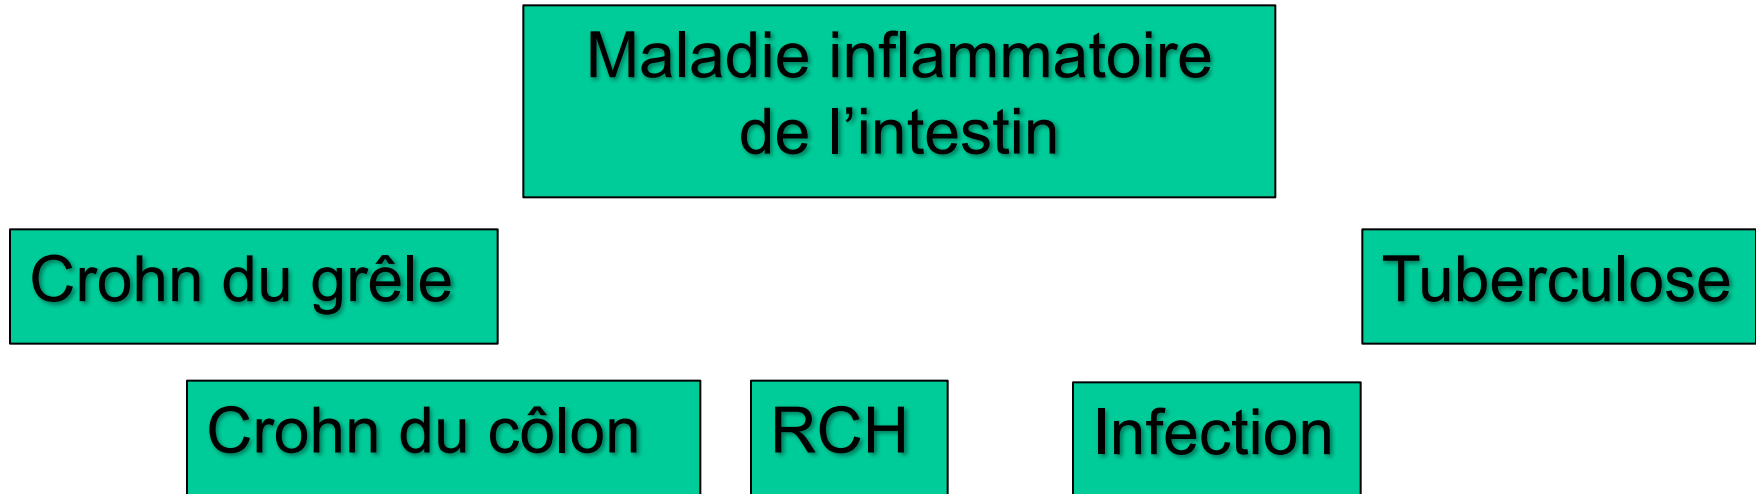 Maladie inflammatoire
de l’intestin
Crohn du grêle
Tuberculose
Crohn du côlon
RCH
Infection